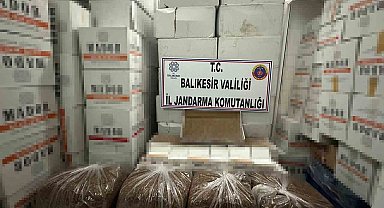 T.C.
BALIKESİR VALİLİĞİ
İL JANDARMA KOMUTANLIĞI